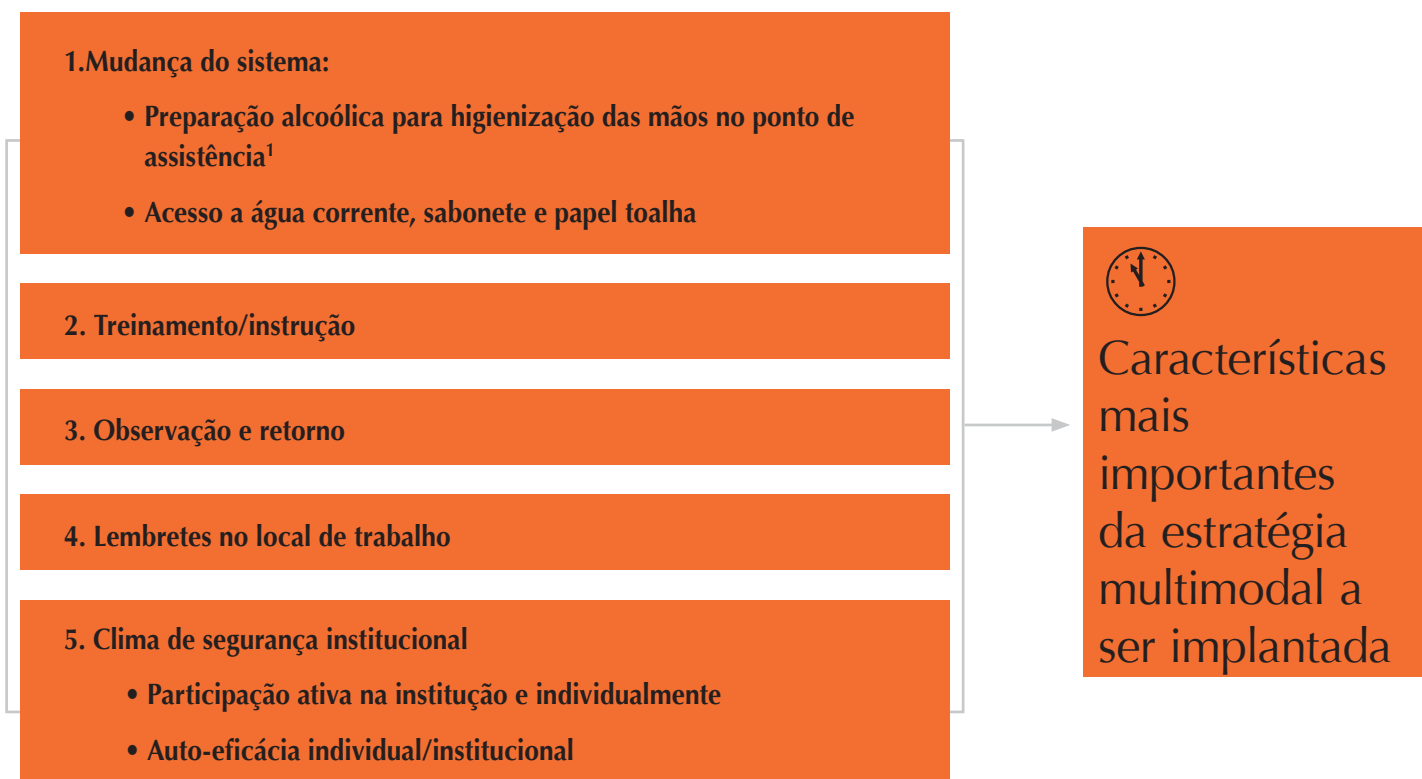 1.Mudança do sistema:
• Preparação alcoólica para higienização das mãos no ponto de
assistência¹
• Acesso a água corrente, sabonete e papel toalha
2. Treinamento/instrução
3. Observação e retorno
4. Lembretes no local de trabalho
5. Clima de segurança institucional
• Participação ativa na institução e individualmente
• Auto-eficácia individual/institucional
Características
mais
importantes
da estratégia
multimodal a
ser implantada